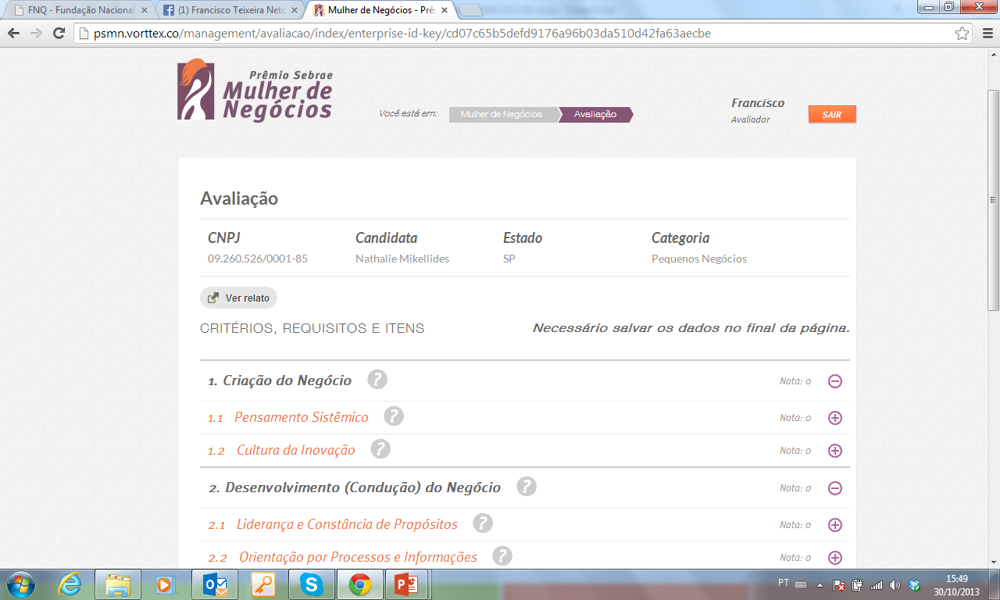 FNQ - Fundação Nacional
(1) Francisco Teixeira Neto
Mulher de Negócios - Prê
psmn.vorttex.co/management/avaliacao/index/enterprise-id-key/cd07c65b5defd9176a96b03da510d42fa63aecbe
Prêmio Sebrae
Mulher de
Negócios
Você está em:
Mulher de Negócios
Avaliação
Francisco
Avaliador
SAIR
Avaliação
CNPJ Candidata Estado Categoria
09.260.526/0001-85 Nathalie Mikellides SP Pequenos Negócios
Ver relato
CRITÉRIOS, REQUISITOS E ITENS Necessário salvar os dados no final da página.
1. Criação do Negócio ? Nota: 0
1.1 Pensamento Sistêmico ? Nota: 0
1.2 Cultura da Inovação ? Nota: 0
2. Desenvolvimento (Condução) do Negócio ? Nota: 0
2.1 Liderança e Constância de Propósitos ? Nota: 0
2.2 Orientação por Processos e Informações ? Nota: 0
PT
15:49
30/10/2013